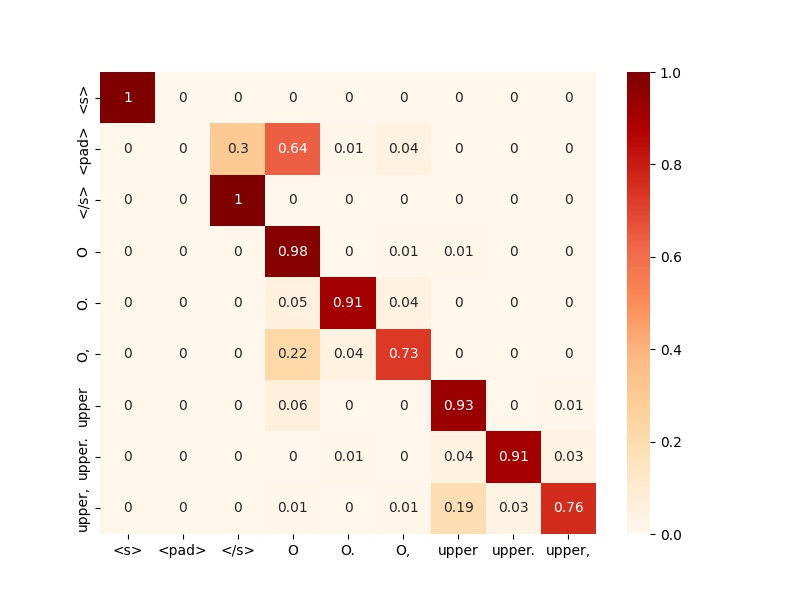 <s> 1 0 0 0 0 0 0 0 0 1.0
<pad> 0 0 0.3 0.64 0.01 0.04 0 0 0
0.8
</s> 0 0 1 0 0 0 0 0 0
O 0 0 0 0.98 0 0.01 0.01 0 0
0.6
O. 0 0 0 0.05 0.91 0.04 0 0 0
O, 0 0 0 0.22 0.04 0.73 0 0 0
0.4
upper 0 0 0 0.06 0 0 0.93 0 0.01
0.2
upper. 0 0 0 0 0.01 0 0.04 0.91 0.03
upper, 0 0 0 0.01 0 0.01 0.19 0.03 0.76
0.0
<s> <pad> </s> O O. O, upper upper. upper,